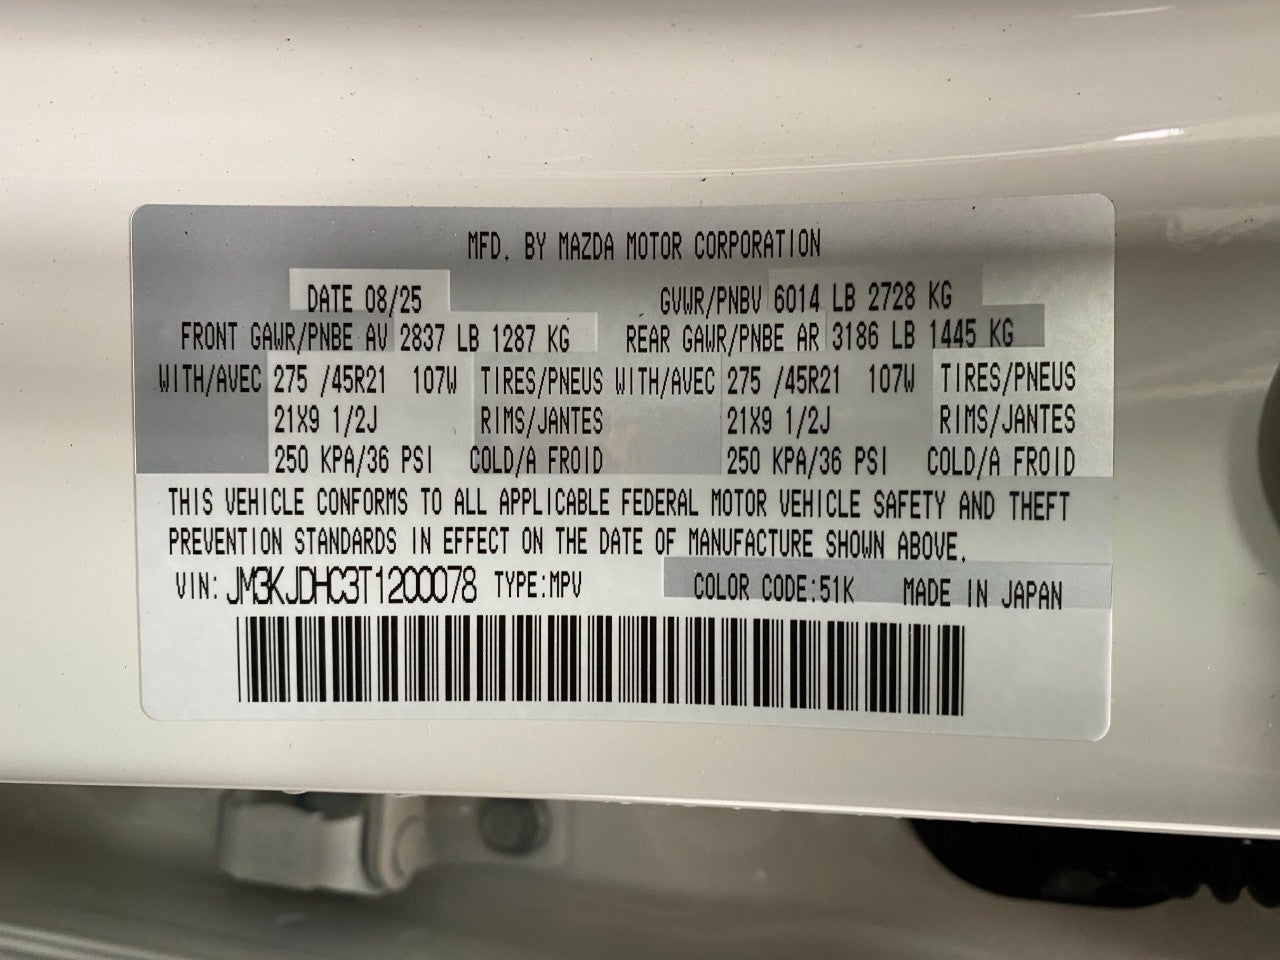 MFD. BY MAZDA MOTOR CORPORATION
DATE 08/25 GVWR/PNBV 6014 LB 2728 KG
FRONT GAWR/PNBE AV 2837 LB 1287 KG REAR GAWR/PNBE AR 3186 LB 1445 KG
WITH/AVEC 275 /45R21 107W TIRES/PNEUS WITH/AVEC 275 /45R21 107W TIRES/PNEUS
21X9 1/2J RIMS/JANTES 21X9 1/2J RIMS/JANTES
250 KPA/36 PSI COLD/A FROID 250 KPA/36 PSI COLD/A FROID
THIS VEHICLE CONFORMS TO ALL APPLICABLE FEDERAL MOTOR VEHICLE SAFETY AND THEFT
PREVENTION STANDARDS IN EFFECT ON THE DATE OF MANUFACTURE SHOWN ABOVE.
VIN: JM3KJDHC3T1200078 TYPE:MPV COLOR CODE:51K MADE IN JAPAN